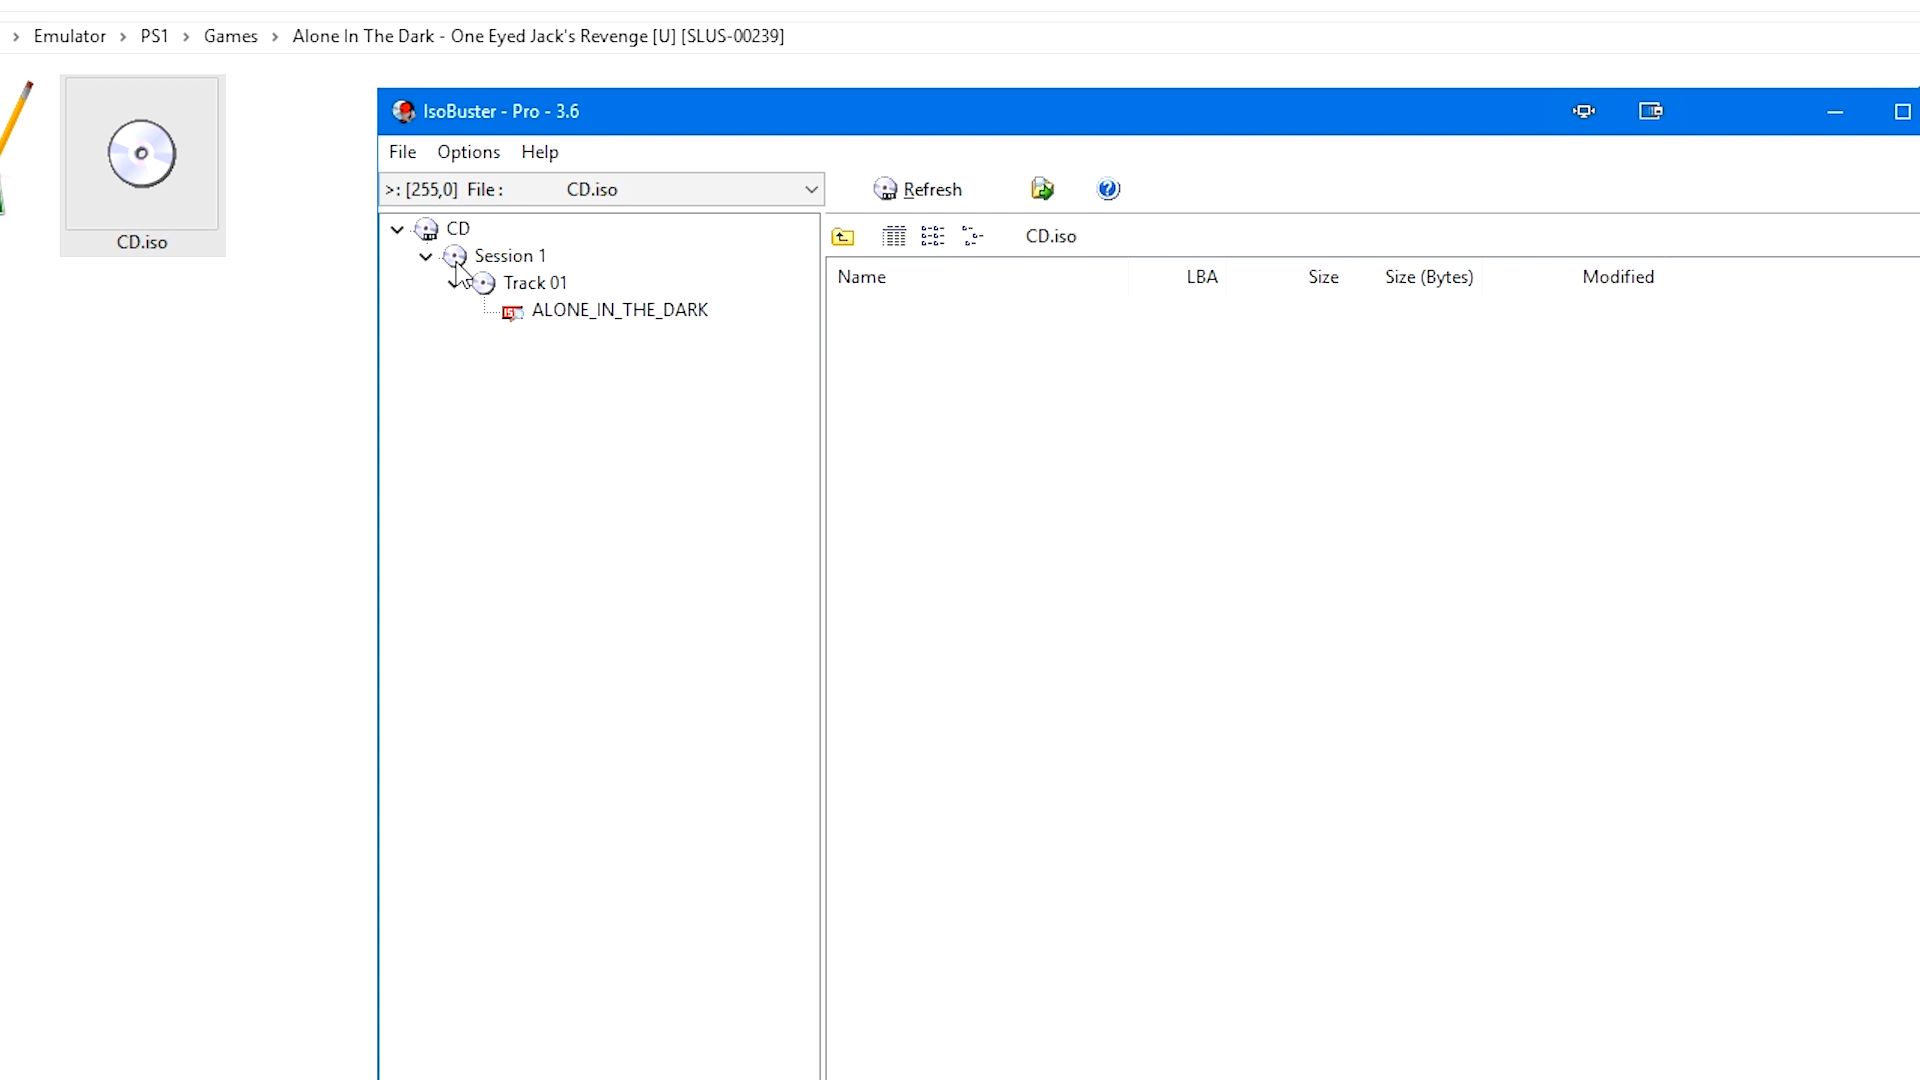 > Emulator > PS1 > Games > Alone In The Dark - One Eyed Jack's Revenge [U] [SLUS-00239]
CD.iso
IsoBuster - Pro - 3.6
File Options Help
>: [255,0] File : CD.iso
Refresh
CD
Session 1
Track 01
ALONE_IN_THE_DARK
CD.iso
Name LBA Size Size (Bytes) Modified